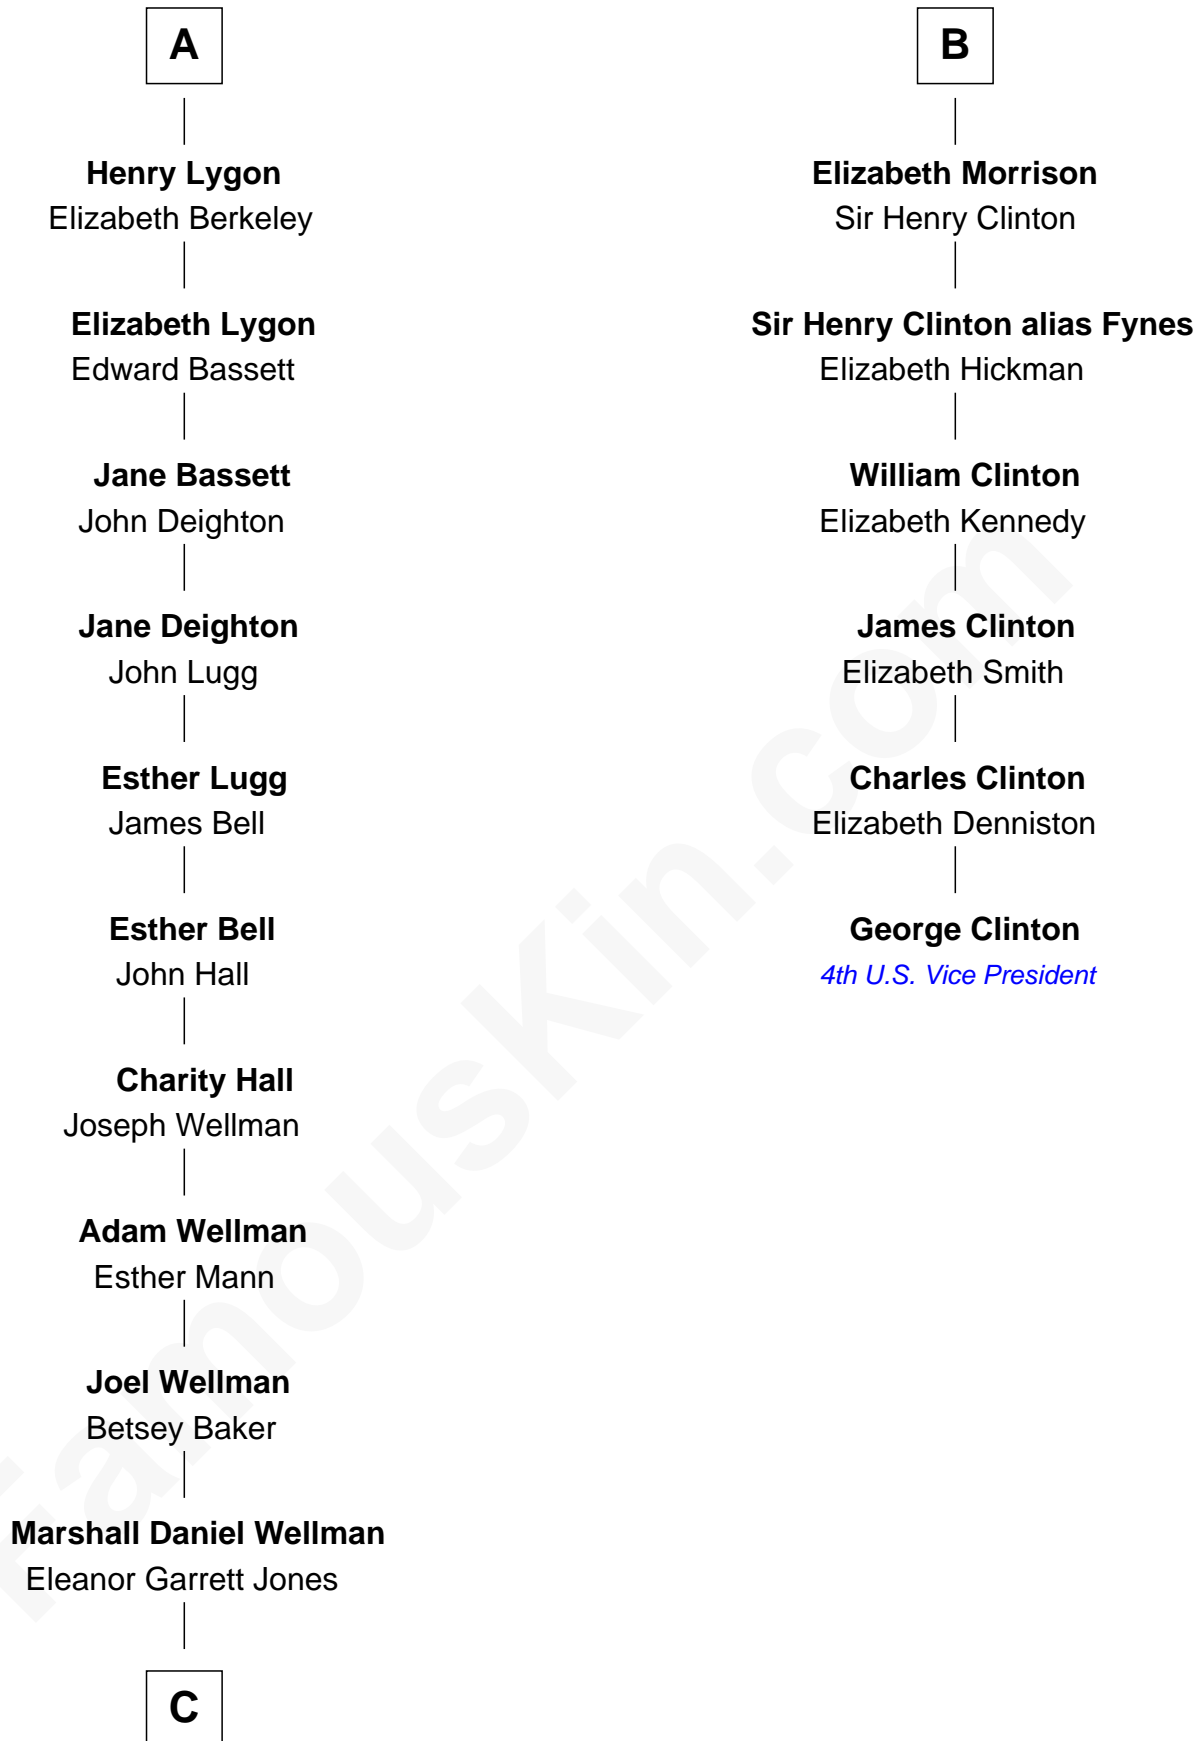 A
Henry Lygon
Elizabeth Berkeley
Elizabeth Lygon
Edward Bassett
Jane Bassett
John Deighton
Jane Deighton
John Lugg
Esther Lugg
James Bell
Esther Bell
John Hall
Charity Hall
Joseph Wellman
Adam Wellman
Esther Mann
Joel Wellman
Betsey Baker
Marshall Daniel Wellman
Eleanor Garrett Jones
C
B
Elizabeth Morrison
Sir Henry Clinton
Sir Henry Clinton alias Fynes
Elizabeth Hickman
William Clinton
Elizabeth Kennedy
James Clinton
Elizabeth Smith
Charles Clinton
Elizabeth Denniston
George Clinton
4th U.S. Vice President
FamousKin.com